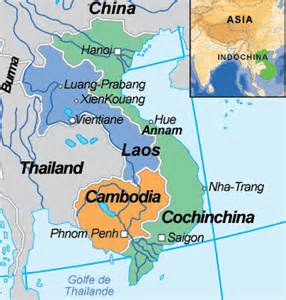 China
ASIA
INDOCHINA
Hanoi
Burma
Luang-Prabang
XienKouang
Vientiane
Hue
Annam
Laos
Thailand
Cambodia
Nha-Trang
Cochinchina
Phnom Penh
Saigon
Golfe de
Thaïlande